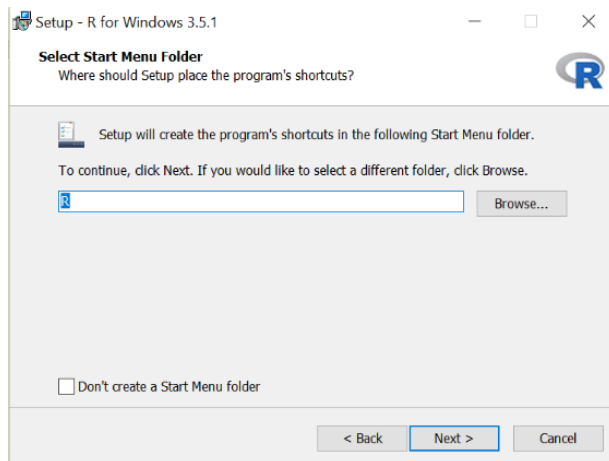 Setup - R for Windows 3.5.1
Select Start Menu Folder
Where should Setup place the program's shortcuts?
R
Setup will create the program's shortcuts in the following Start Menu folder.
To continue, click Next. If you would like to select a different folder, click Browse.
R
Browse...
Don't create a Start Menu folder
< Back
Next >
Cancel